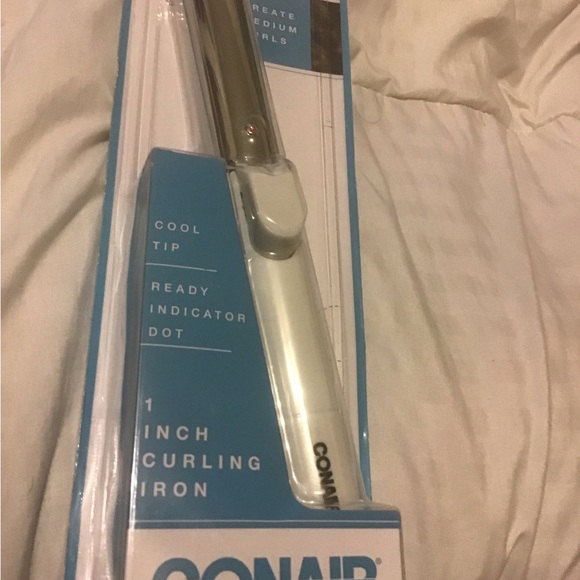 COOL
TIP
READY
INDICATOR
DOT
1
INCH
CURLING
IRON
CONAIR
CONAIR®